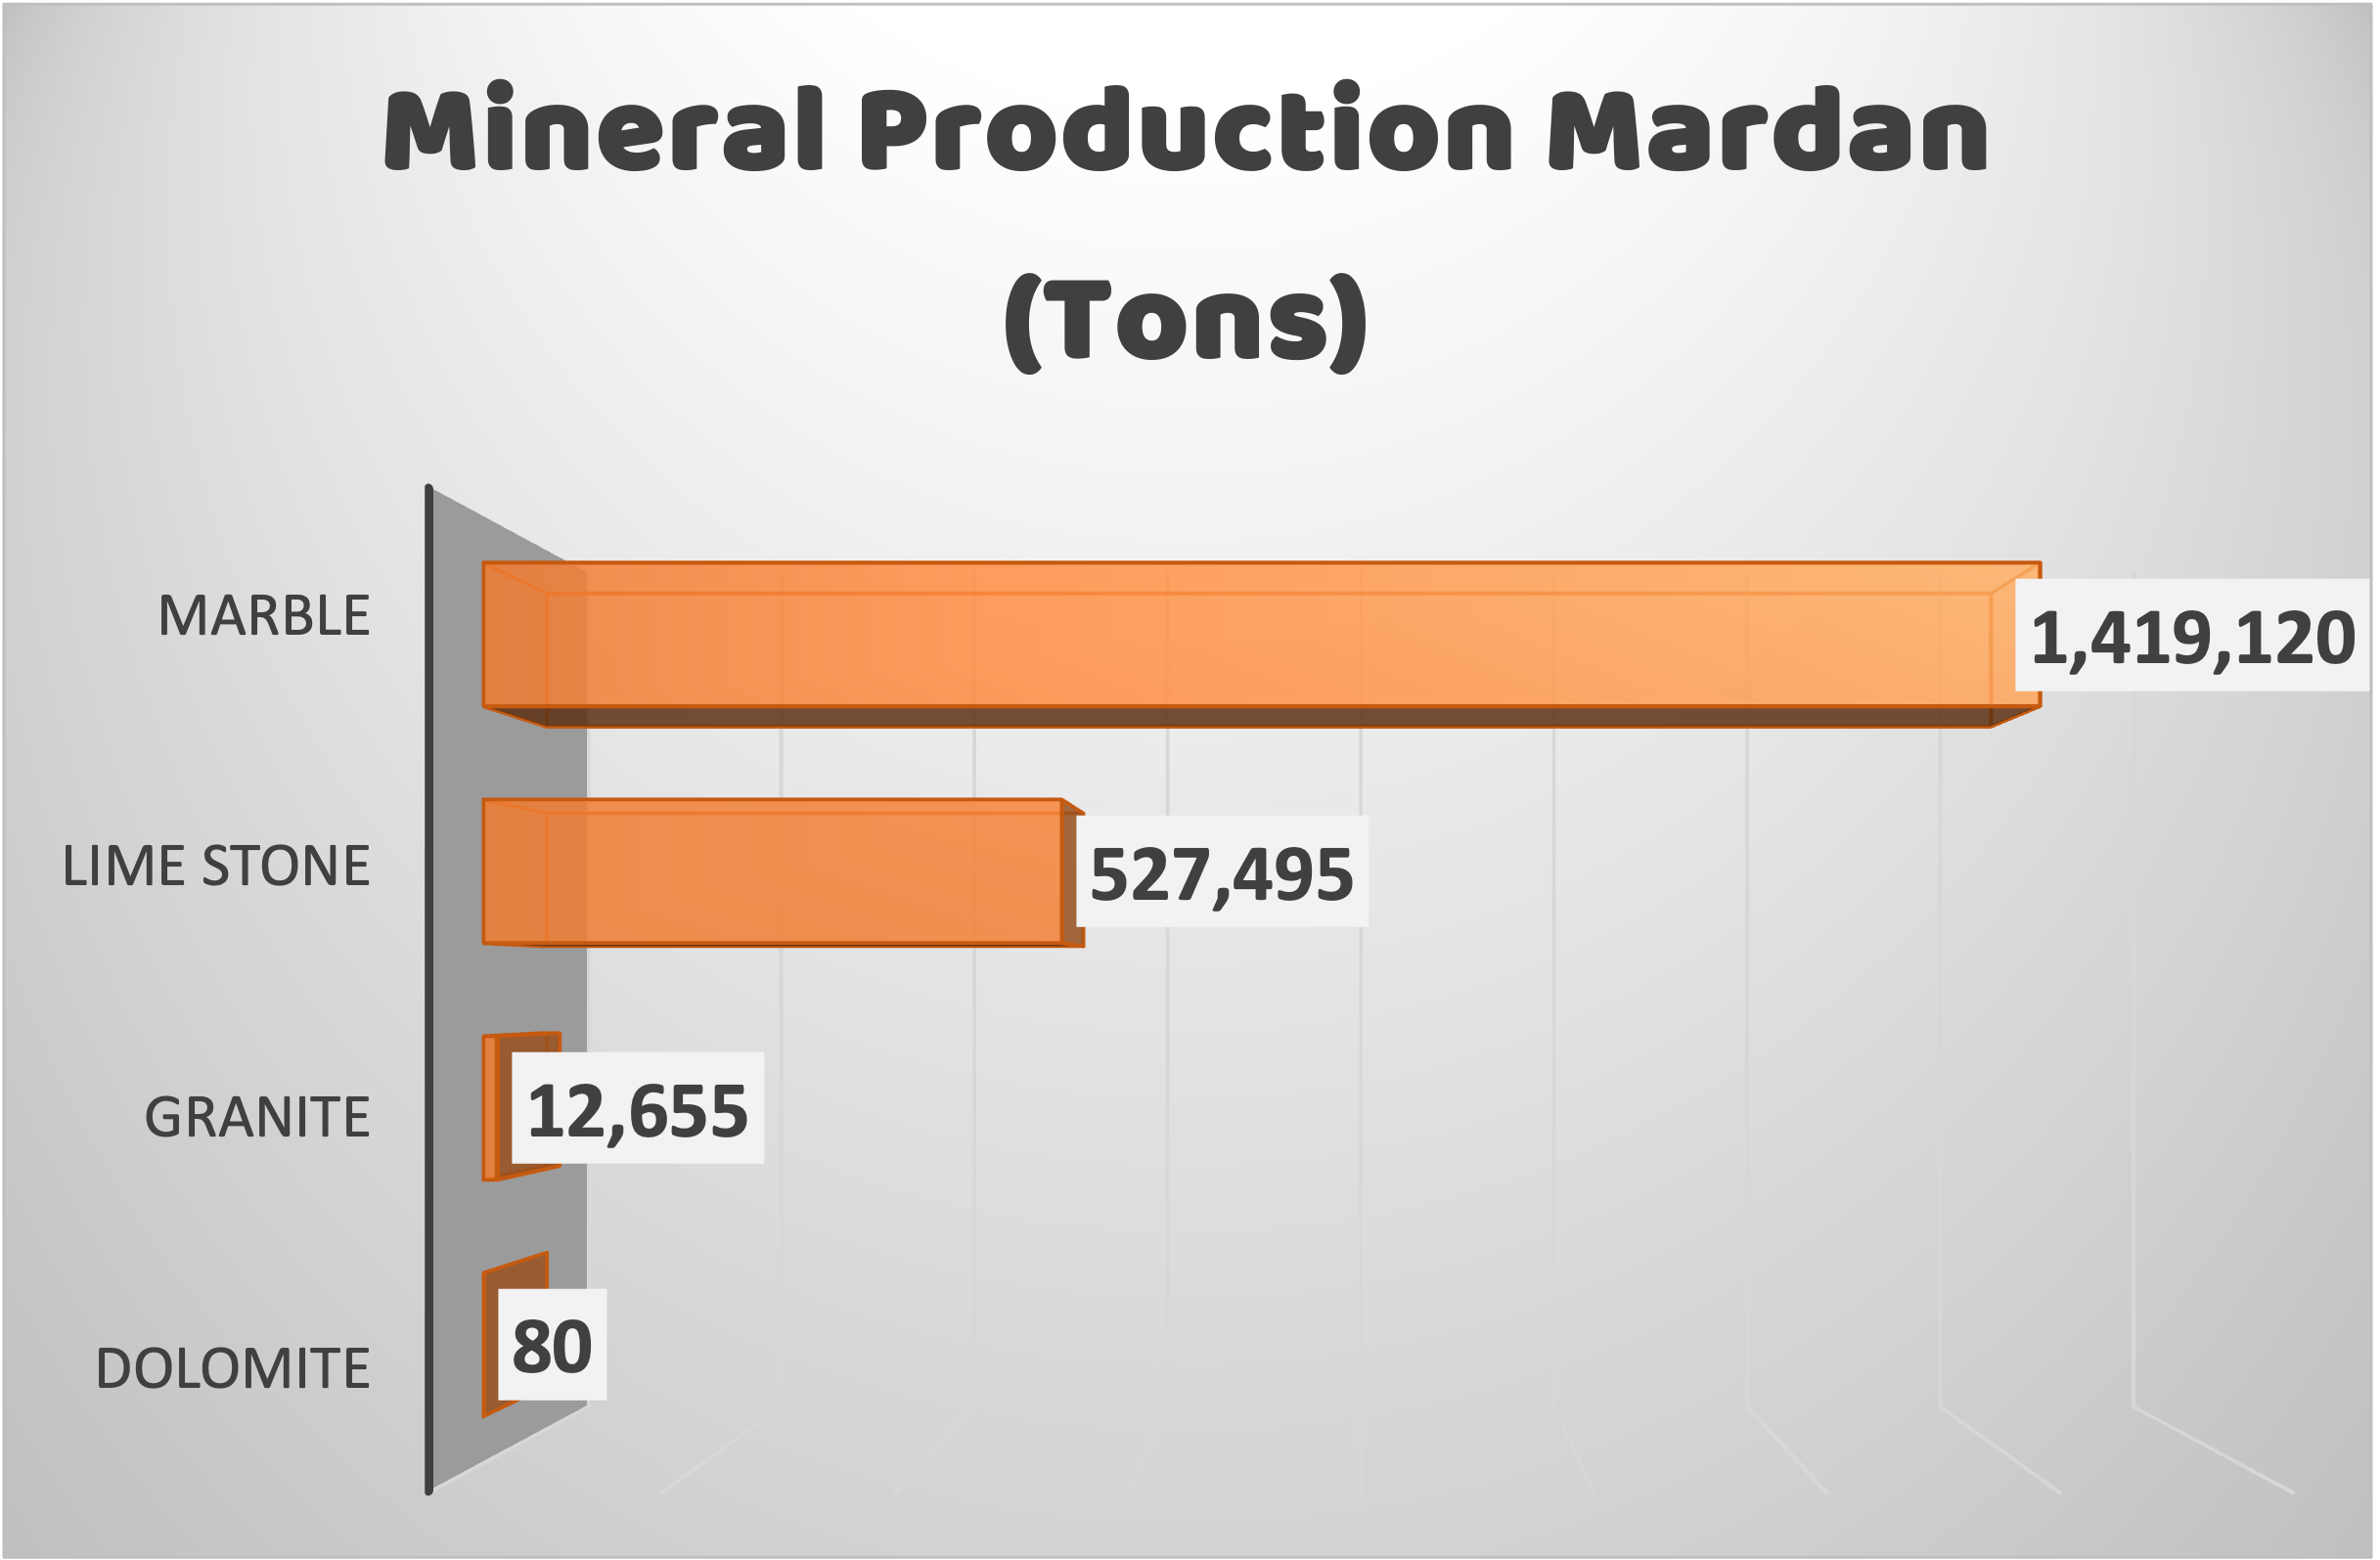 Mineral Production Mardan
(Tons)
MARBLE
1,419,120
LIME STONE
527,495
GRANITE
12,655
DOLOMITE
80